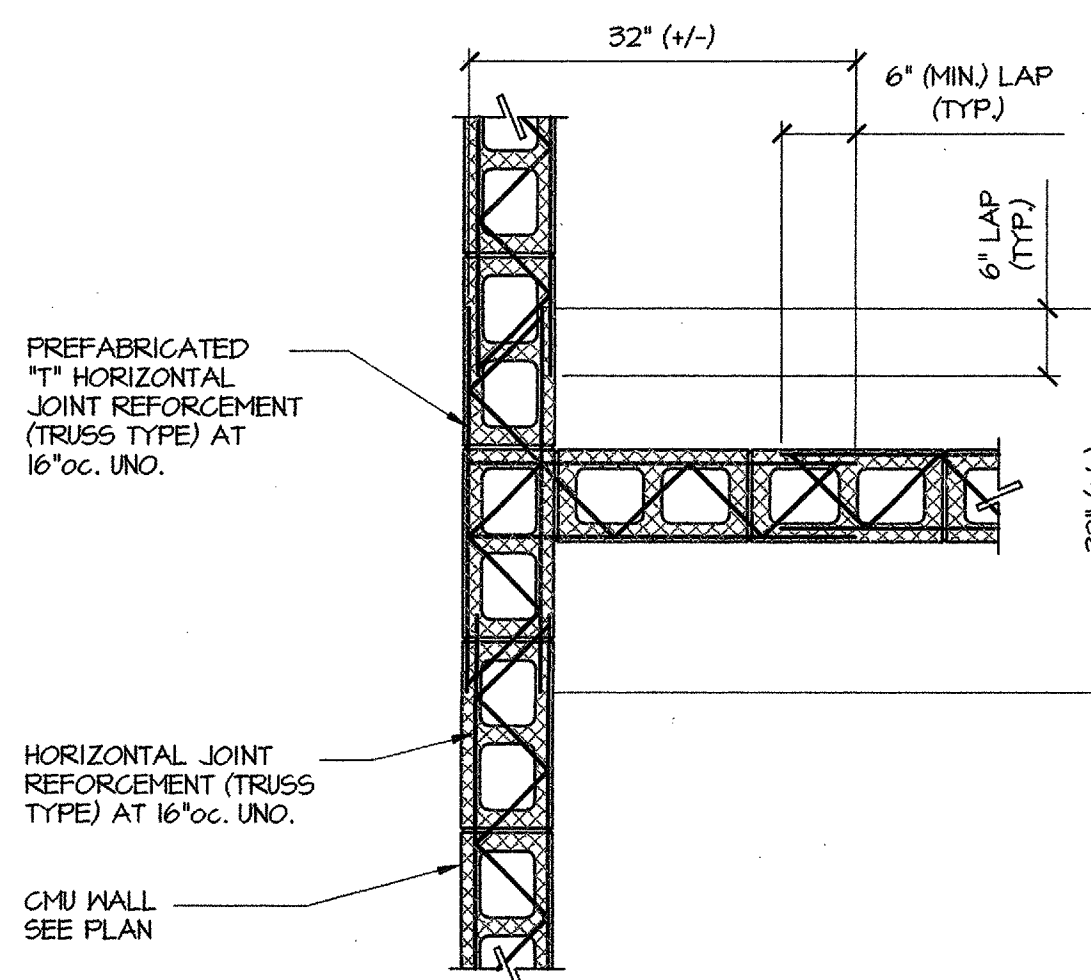 32" (+/-)
6" (MIN.) LAP
(TYP.)
6" LAP
(TYP.)
PREFABRICATED
"T" HORIZONTAL
JOINT REFORCEMENT
(TRUSS TYPE) AT
16"oc. UNO.
HORIZONTAL JOINT
REFORCEMENT (TRUSS
TYPE) AT 16"oc. UNO.
CMU WALL
SEE PLAN